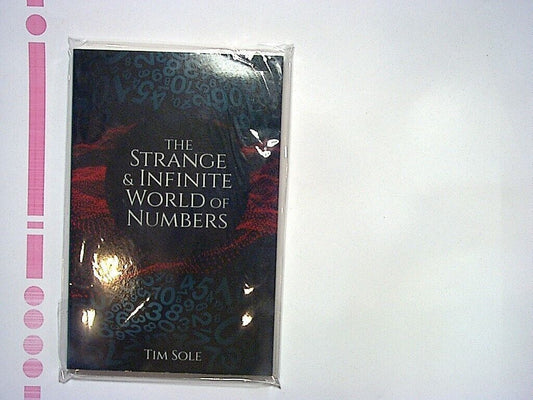 THE
STRANGE
& INFINITE
WORLD OF
NUMBERS
TIM SOLE